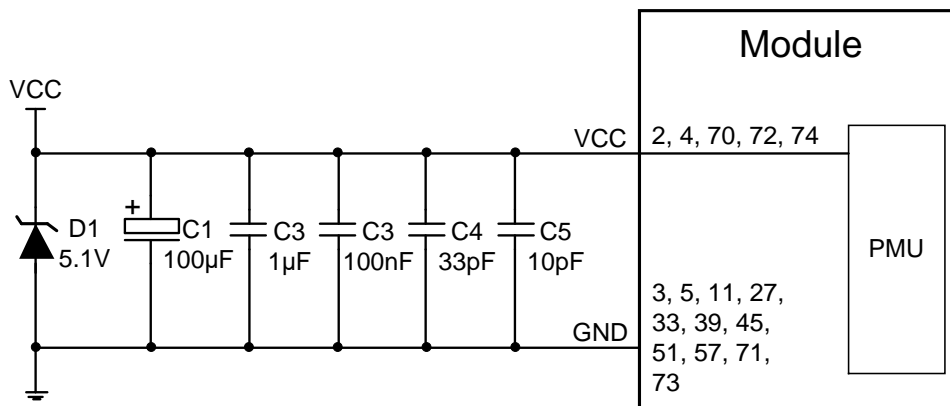 Module
VCC
VCC
2, 4, 70, 72, 74
+
D1
5.1V
C1
100µF
C3
1µF
C3
100nF
C4
33pF
C5
10pF
PMU
3, 5, 11, 27,
33, 39, 45,
51, 57, 71,
73
GND